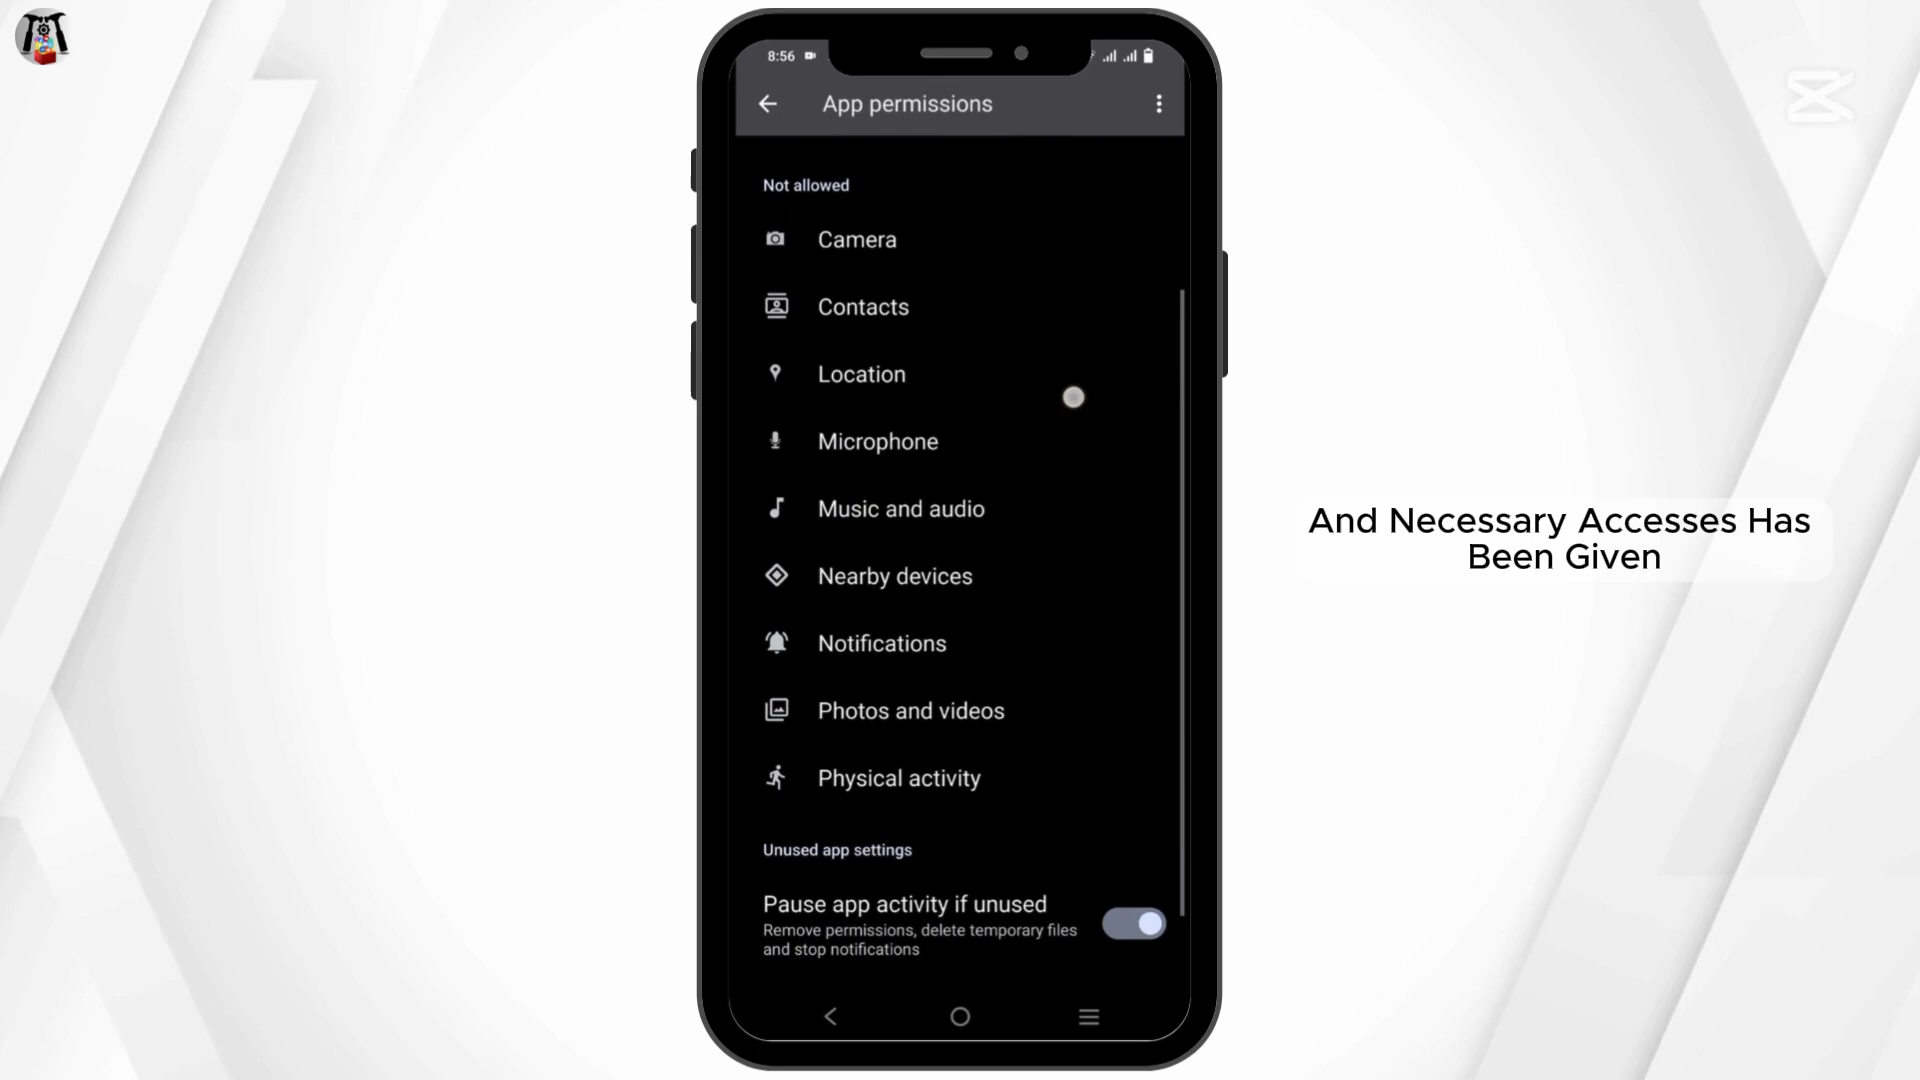 8:56
App permissions
Not allowed
Camera
Contacts
Location
Microphone
Music and audio
Nearby devices
Notifications
Photos and videos
Physical activity
Unused app settings
Pause app activity if unused
Remove permissions, delete temporary files
and stop notifications
And Necessary Accesses Has
Been Given